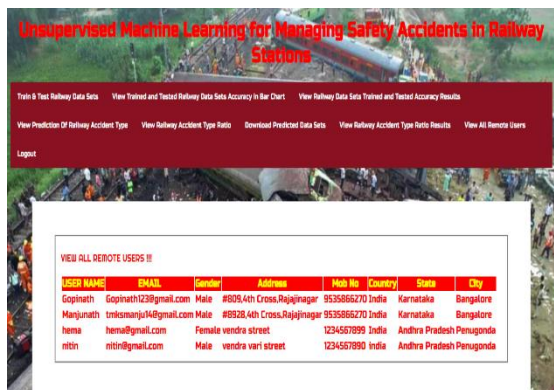 Unsupervised Machine Learning for Managing Safety Accidents in Railway
Stations
Train & Test Railway Data Sets View Trained and Tested Railway Data Sets Accuracy in Bar Chart View Railway Data Sets Trained and Tested Accuracy Results
View Prediction Of Railway Accident Type View Railway Accident Type Ratio Download Predicted Data Sets View Railway Accident Type Ratio Results View All Remote Users
Logout
VIEW ALL REMOTE USERS !!!
USER NAME EMAIL Gender Address Mob No Country State City
Gopinath Gopinath123@gmail.com Male #809,4th Cross,Rajajinagar 9535866270 India Karnataka Bangalore
Manjunath tmksmanju14@gmail.com Male #8928,4th Cross,Rajajinagar 9535866270 India Karnataka Bangalore
hema hema@gmail.com Female vendra street 1234567899 India Andhra Pradesh Penugonda
nitin nitin@gmail.com Male vendra vari street 1234567890 india Andhra Pradesh Penugonda